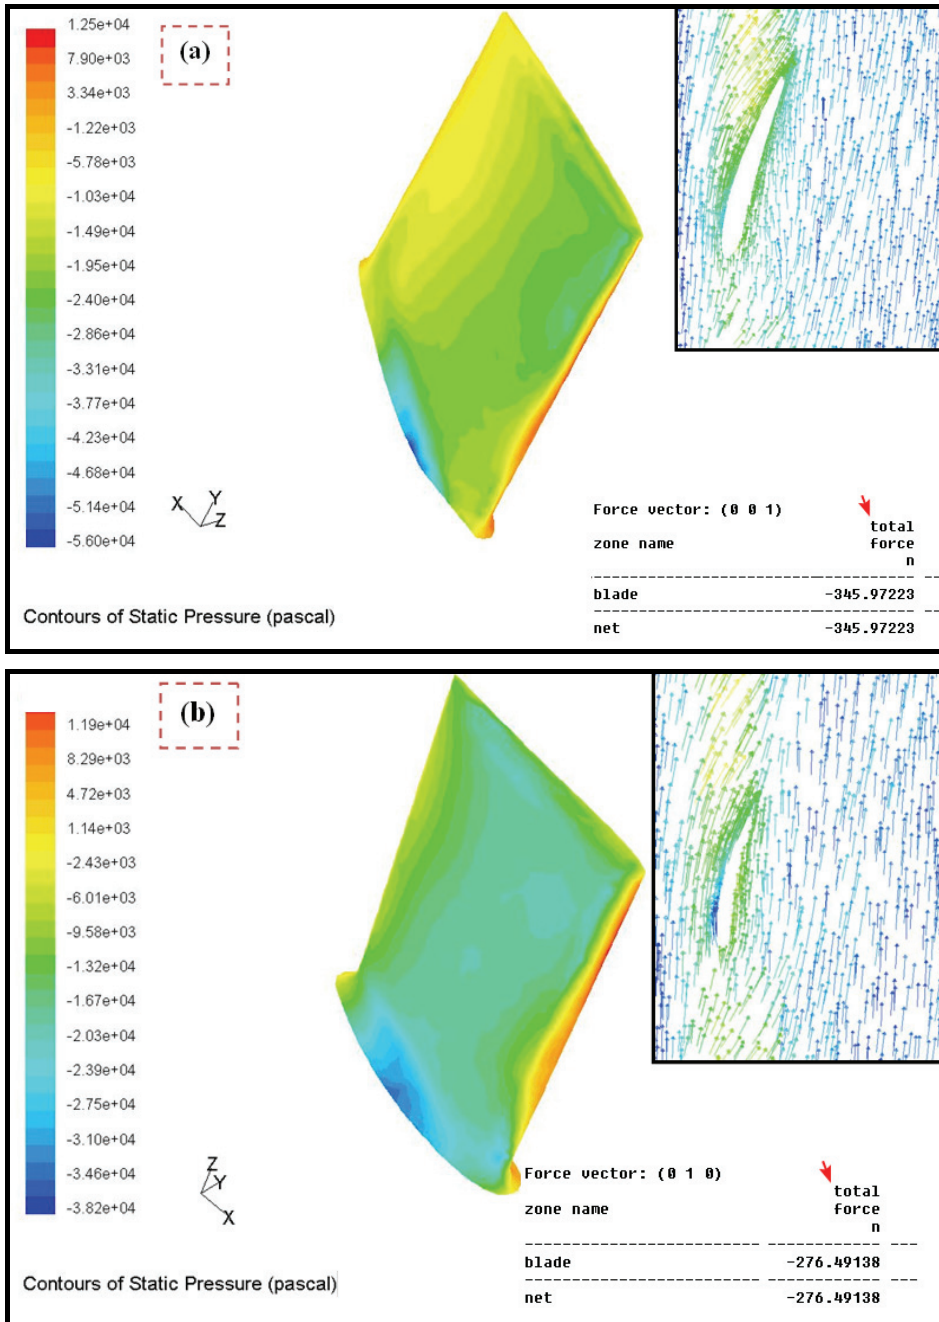 1.25e+04
7.90e+03
3.34e+03
-1.22e+03
-5.78e+03
-1.03e+04
-1.49e+04
-1.95e+04
-2.40e+04
-2.86e+04
-3.31e+04
-3.77e+04
-4.23e+04
-4.68e+04
-5.14e+04
-5.60e+04
(a)
X Y Z
Contours of Static Pressure (pascal)
Force vector: (0 0 1)
total
zone name force
n
blade -345.97223
net -345.97223
1.19e+04
8.29e+03
4.72e+03
1.14e+03
-2.43e+03
-6.01e+03
-9.58e+03
-1.32e+04
-1.67e+04
-2.03e+04
-2.39e+04
-2.75e+04
-3.10e+04
-3.46e+04
-3.82e+04
(b)
Z
Y
X
Contours of Static Pressure (pascal)
Force vector: (0 1 0)
total
zone name force
n
blade -276.49138
net -276.49138